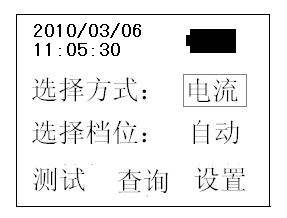 2010/03/06
11:05:30
选择方式： 电流
选择档位： 自动
测试 查询 设置